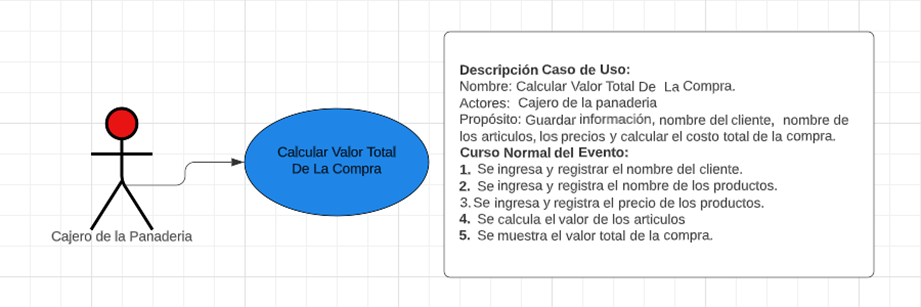 Cajero de la Panaderia
Calcular Valor Total
De La Compra
Descripción Caso de Uso:
Nombre: Calcular Valor Total De La Compra.
Actores: Cajero de la panaderia
Propósito: Guardar información, nombre del cliente, nombre de
los articulos, los precios y calcular el costo total de la compra.
Curso Normal del Evento:
1. Se ingresa y registrar el nombre del cliente.
2. Se ingresa y registra el nombre de los productos.
3. Se ingresa y registra el precio de los productos.
4. Se calcula el valor de los articulos
5. Se muestra el valor total de la compra.